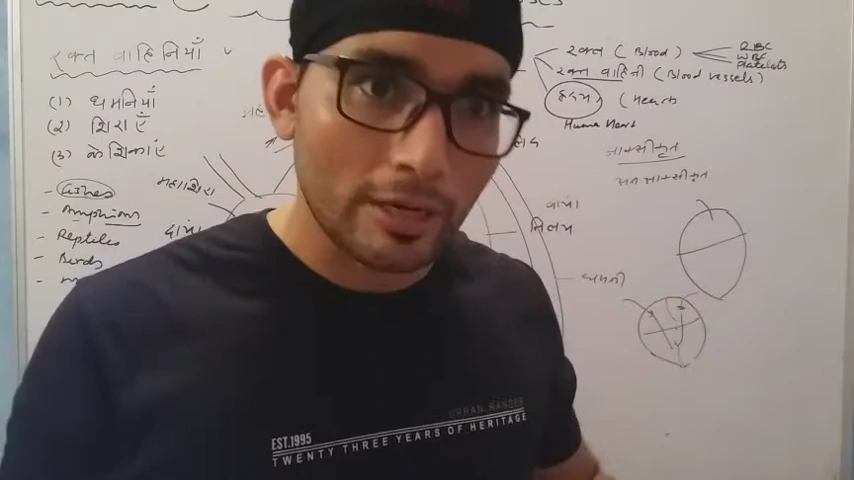 रक्त वाहिनियाँ
(1) धमनियाँ
(2) शिराएँ
(3) केशिकाएं
- Fishes
- Amphians
- Reptiles
- Birds
महाशिरा
दायां
रक्त (Blood)
RBC
WBC
Platelets
रक्त वाहिनी (Blood vessels)
हृदय (Heart
Human Heart
बायां
निलय
धमनी
EST.1995
URBAN RANGER
TWENTY THREE YEARS OF HERITAGE